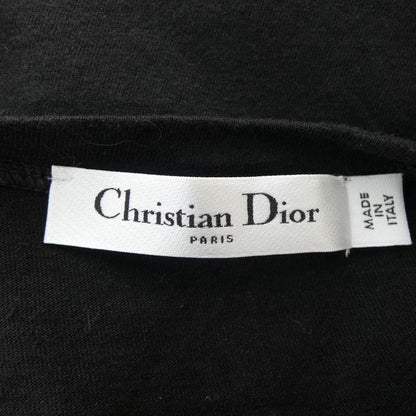 Christian Dior
PARIS
MADE
IN
ITALY